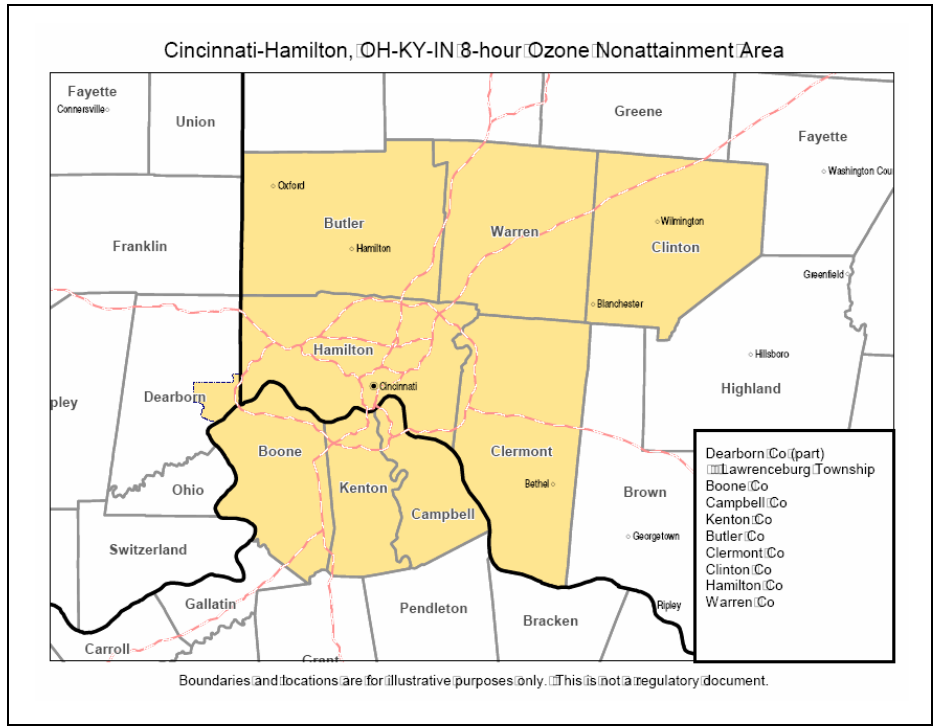 Cincinnati-Hamilton, OH-KY-IN 8-hour Ozone Nonattainment Area
Fayette
Connersville
Union
Greene
Fayette
Washington Cou
Oxford
Butler
Hamilton
Warren
Wilmington
Clinton
Franklin
Greenfield
Blanchester
Hamilton
Hillsboro
Cincinnati
Highland
pley
Dearborn
Boone
Clermont
Dearborn Co (part)
Lawrenceburg Township
Boone Co
Campbell Co
Kenton Co
Butler Co
Clermont Co
Clinton Co
Hamilton Co
Warren Co
Ohio
Kenton
Bethel
Brown
Campbell
Georgetown
Switzerland
Gallatin
Pendleton
Bracken
Ripley
Carroll
Grant
Boundaries and locations are for illustrative purposes only. This is not a regulatory document.